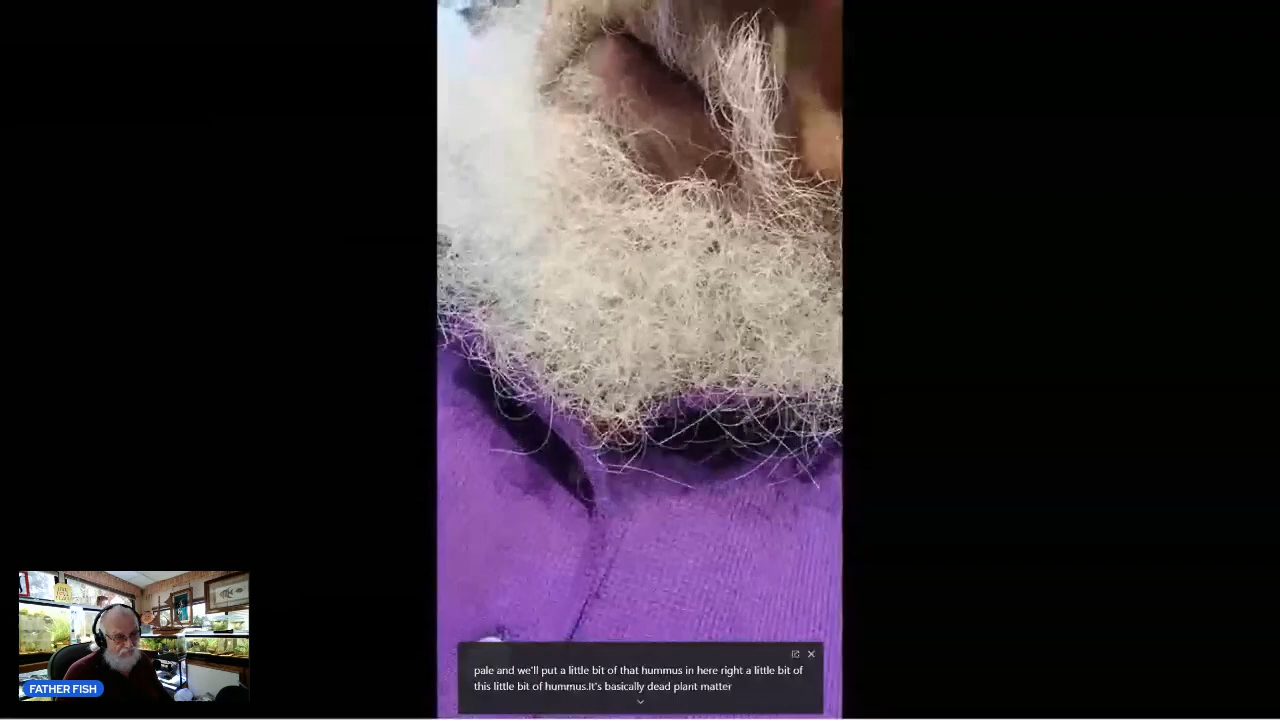 pale and we'll put a little bit of that hummus in here right a little bit of
this little bit of hummus.It's basically dead plant matter
FATHER FISH